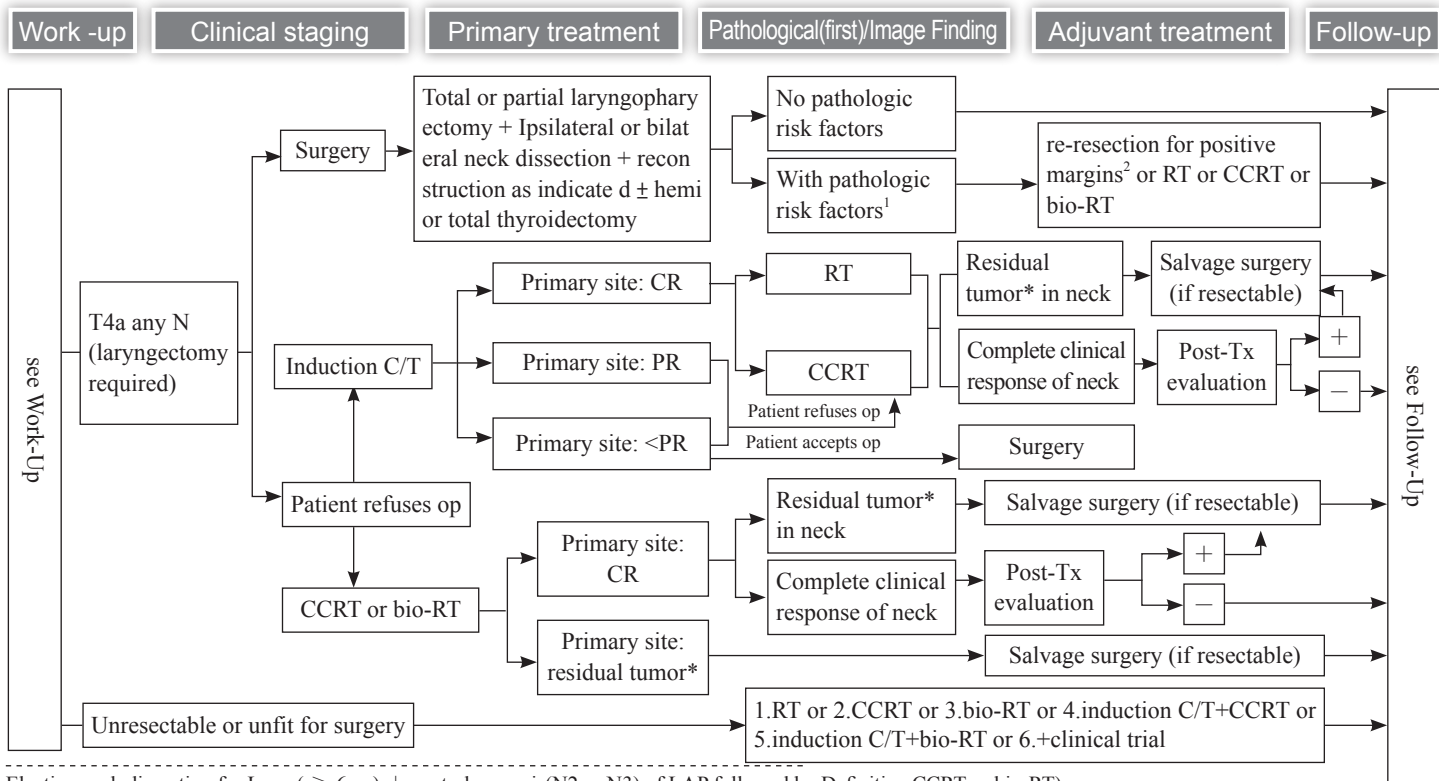 Work -up
Clinical staging
Primary treatment
Pathological(first)/Image Finding
Adjuvant treatment
Follow-up
see Work-Up
T4a any N
(laryngectomy
required)
Surgery
Total or partial laryngophary
ectomy + Ipsilateral or bilat
eral neck dissection + recon
struction as indicate d ± hemi
or total thyroidectomy
No pathologic
risk factors
With pathologic
risk factors1
re-resection for positive
margins2 or RT or CCRT or
bio-RT
Induction C/T
Primary site: CR
Primary site: PR
Primary site: <PR
RT
CCRT
Patient refuses op
Patient accepts op
Residual
tumor* in neck
Salvage surgery
(if resectable)
Complete clinical
response of neck
Post-Tx
evaluation
+
−
Surgery
Patient refuses op
CCRT or bio-RT
Primary site:
CR
Primary site:
residual tumor*
Residual tumor*
in neck
Complete clinical
response of neck
Salvage surgery (if resectable)
Post-Tx
evaluation
+
−
Salvage surgery (if resectable)
Unresectable or unfit for surgery
1.RT or 2.CCRT or 3.bio-RT or 4.induction C/T+CCRT or
5.induction C/T+bio-RT or 6.+clinical trial
see Follow-Up